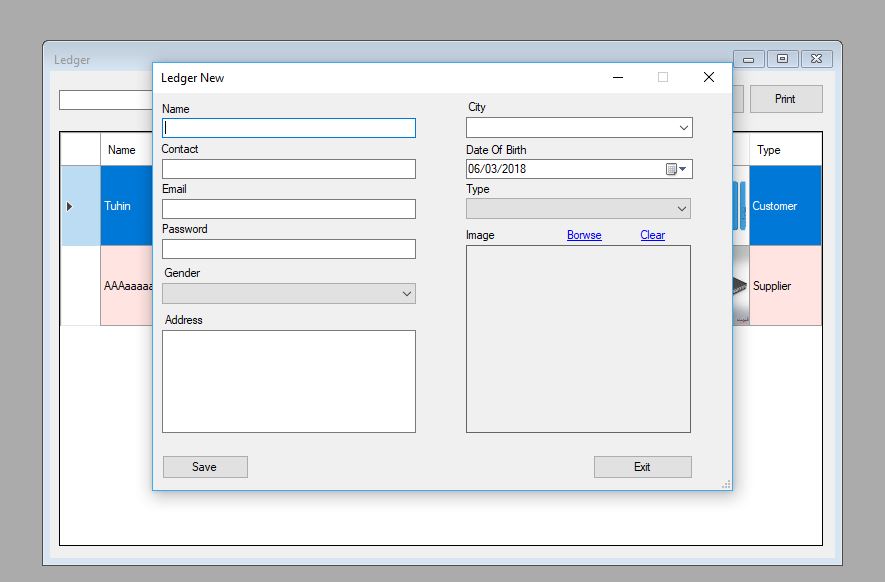 Ledger
Print
Name
Type
Tuhin
Customer
AAAaaaaa
Supplier
Ledger New
Name
Contact
Email
Password
Gender
Address
Save
City
Date Of Birth
06/03/2018
Type
Image Borwse Clear
Exit